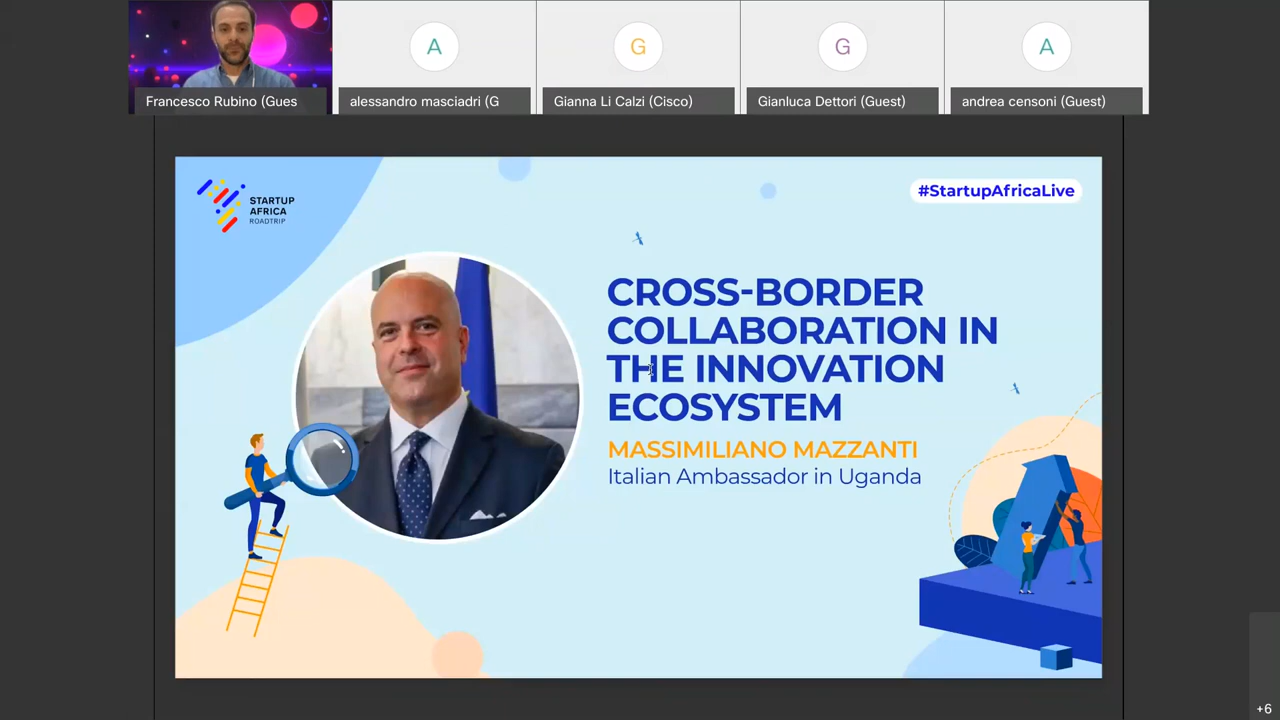 Francesco Rubino (Gues
A
alessandro masciadri (G
G
Gianna Li Calzi (Cisco)
G
Gianluca Dettori (Guest)
A
andrea censoni (Guest)
STARTUP
AFRICA
ROADTRIP
#StartupAfricaLive
CROSS-BORDER
COLLABORATION IN
THE INNOVATION
ECOSYSTEM
MASSIMILIANO MAZZANTI
Italian Ambassador in Uganda
+6